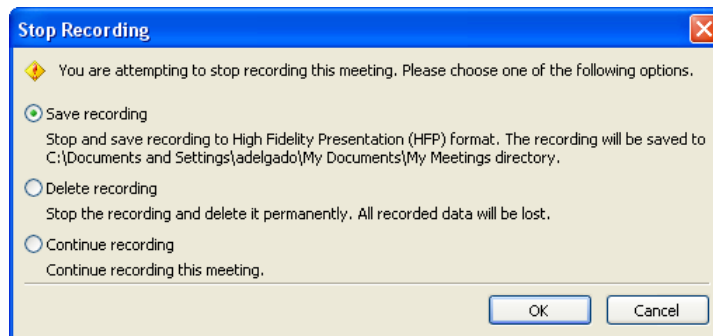 Stop Recording
You are attempting to stop recording this meeting. Please choose one of the following options.
Save recording
Stop and save recording to High Fidelity Presentation (HFP) format. The recording will be saved to
C:\Documents and Settings\adelgado\My Documents\My Meetings directory.
Delete recording
Stop the recording and delete it permanently. All recorded data will be lost.
Continue recording
Continue recording this meeting.
OK Cancel